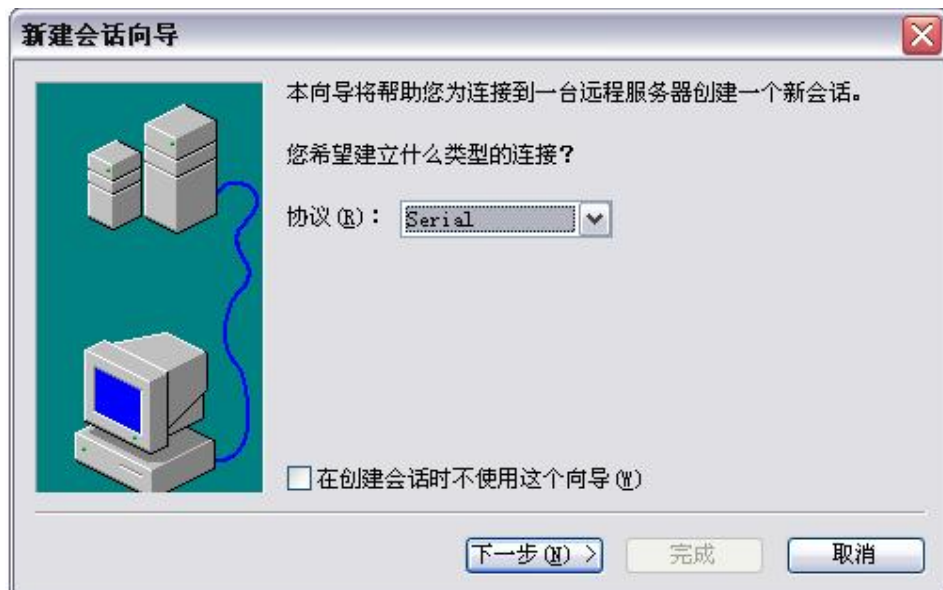 新建会话向导
本向导将帮助您为连接到一台远程服务器创建一个新会话。
您希望建立什么类型的连接?
协议(R): Serial
在创建会话时不使用这个向导(W)
下一步(N) > 完成 取消